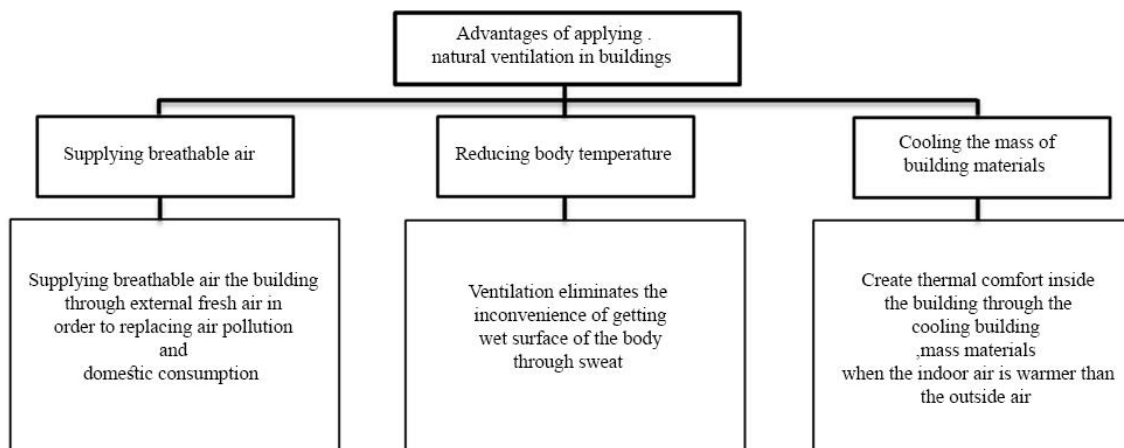 Advantages of applying .
natural ventilation in buildings
Supplying breathable air
Reducing body temperature
Cooling the mass of
building materials
Supplying breathable air the building
through external fresh air in
order to replacing air pollution
and
domestic consumption
Ventilation eliminates the
inconvenience of getting
wet surface of the body
through sweat
Create thermal comfort inside
the building through the
cooling building
,mass materials
when the indoor air is warmer than
the outside air